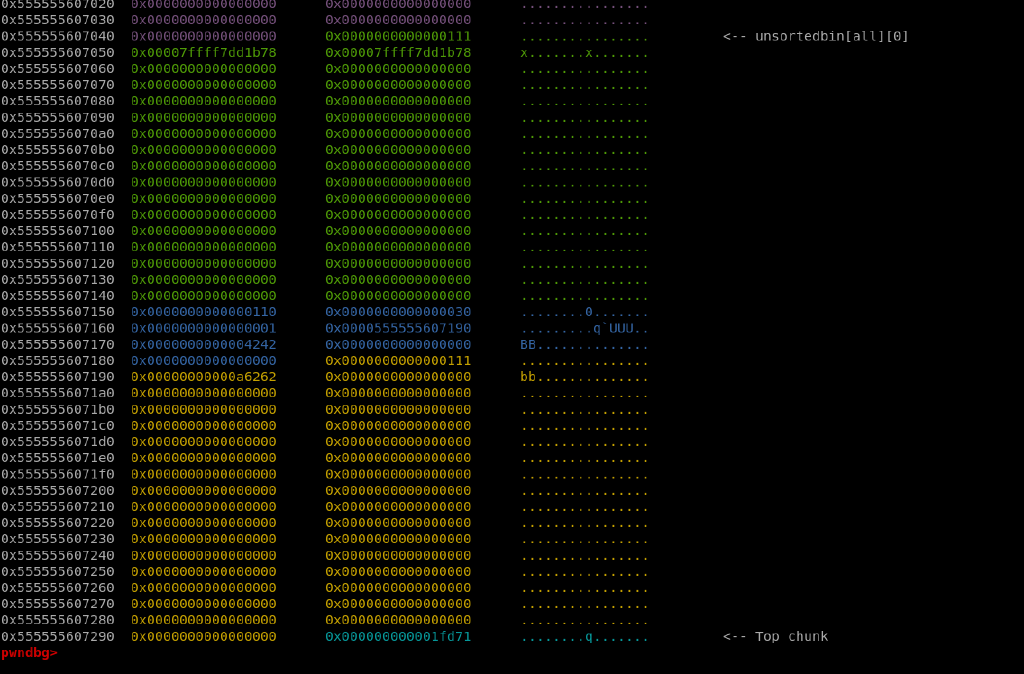 0x555555607020  0x0000000000000000      0x0000000000000000      ................
0x555555607030  0x0000000000000000      0x0000000000000000      ................
0x555555607040  0x0000000000000000      0x0000000000000111      ................         <-- unsortedbin[all][0]
0x555555607050  0x00007ffff7dd1b78      0x00007ffff7dd1b78      x.......x.......
0x555555607060  0x0000000000000000      0x0000000000000000      ................
0x555555607070  0x0000000000000000      0x0000000000000000      ................
0x555555607080  0x0000000000000000      0x0000000000000000      ................
0x555555607090  0x0000000000000000      0x0000000000000000      ................
0x5555556070a0  0x0000000000000000      0x0000000000000000      ................
0x5555556070b0  0x0000000000000000      0x0000000000000000      ................
0x5555556070c0  0x0000000000000000      0x0000000000000000      ................
0x5555556070d0  0x0000000000000000      0x0000000000000000      ................
0x5555556070e0  0x0000000000000000      0x0000000000000000      ................
0x5555556070f0  0x0000000000000000      0x0000000000000000      ................
0x555555607100  0x0000000000000000      0x0000000000000000      ................
0x555555607110  0x0000000000000000      0x0000000000000000      ................
0x555555607120  0x0000000000000000      0x0000000000000000      ................
0x555555607130  0x0000000000000000      0x0000000000000000      ................
0x555555607140  0x0000000000000000      0x0000000000000000      ................
0x555555607150  0x0000000000000110      0x0000000000000030      ........0.......
0x555555607160  0x0000000000000001      0x0000555555607190      .........q`UUU..
0x555555607170  0x0000000000004242      0x0000000000000000      BB..............
0x555555607180  0x0000000000000000      0x0000000000000111      ................
0x555555607190  0x00000000000a6262      0x0000000000000000      bb..............
0x5555556071a0  0x0000000000000000      0x0000000000000000      ................
0x5555556071b0  0x0000000000000000      0x0000000000000000      ................
0x5555556071c0  0x0000000000000000      0x0000000000000000      ................
0x5555556071d0  0x0000000000000000      0x0000000000000000      ................
0x5555556071e0  0x0000000000000000      0x0000000000000000      ................
0x5555556071f0  0x0000000000000000      0x0000000000000000      ................
0x555555607200  0x0000000000000000      0x0000000000000000      ................
0x555555607210  0x0000000000000000      0x0000000000000000      ................
0x555555607220  0x0000000000000000      0x0000000000000000      ................
0x555555607230  0x0000000000000000      0x0000000000000000      ................
0x555555607240  0x0000000000000000      0x0000000000000000      ................
0x555555607250  0x0000000000000000      0x0000000000000000      ................
0x555555607260  0x0000000000000000      0x0000000000000000      ................
0x555555607270  0x0000000000000000      0x0000000000000000      ................
0x555555607280  0x0000000000000000      0x0000000000000000      ................
0x555555607290  0x0000000000000000      0x000000000001fd71      ........q.......         <-- Top chunk
pwndbg>